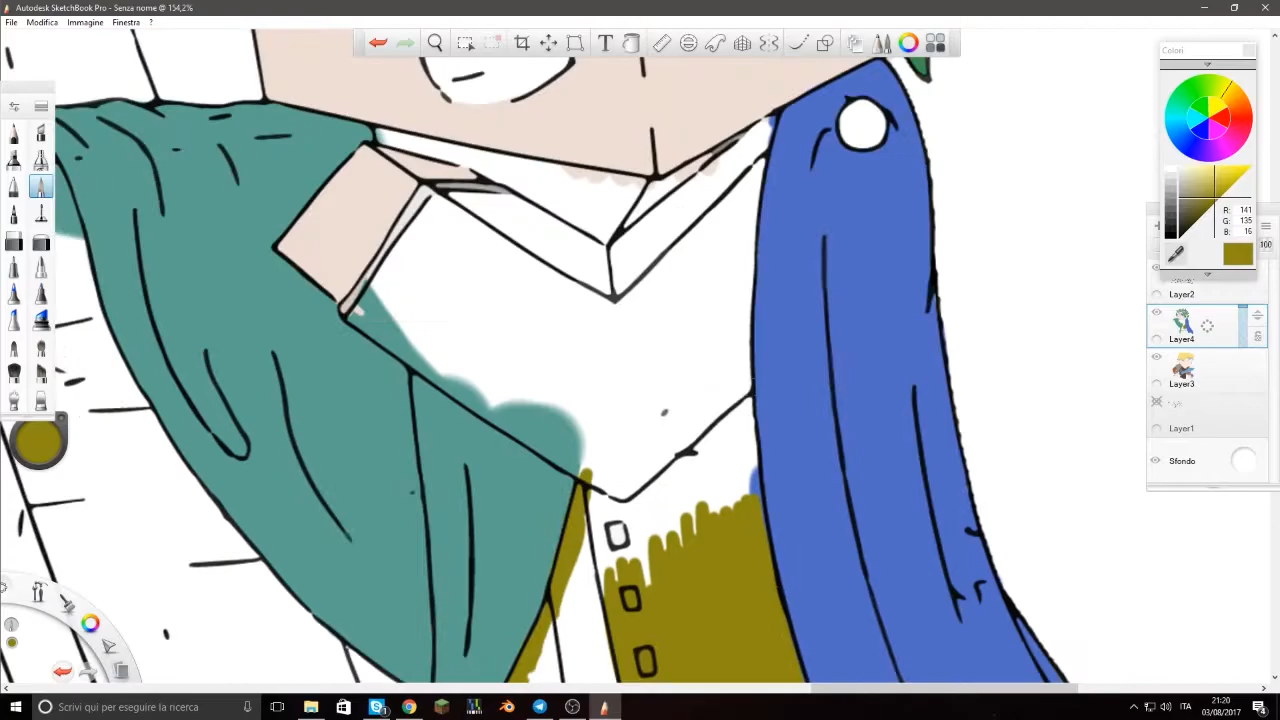 Autodesk SketchBook Pro - Senza nome @ 154,2%
File Modifica Immagine Finestra ?
Colori
R: 141
G: 135
B: 16
100
Layer2
Layer4
Layer3
Layer1
Sfondo
Scrivi qui per eseguire la ricerca
ITA
21:20
03/08/2017